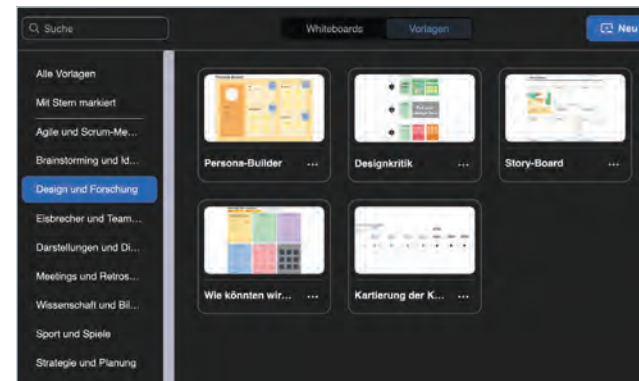 Suche
Whiteboards Vorlagen
Neu
Alle Vorlagen
Mit Stern markiert
Agile und Scrum-Me...
Brainstorming und Id...
Design und Forschung
Eisbrecher und Team...
Darstellungen und Di...
Meetings und Retros...
Wissenschaft und Bil...
Sport und Spiele
Strategie und Planung
Persona-Builder ...
Designkritik ...
Story-Board ...
Wie könnten wir... ...
Kartierung der K... ...